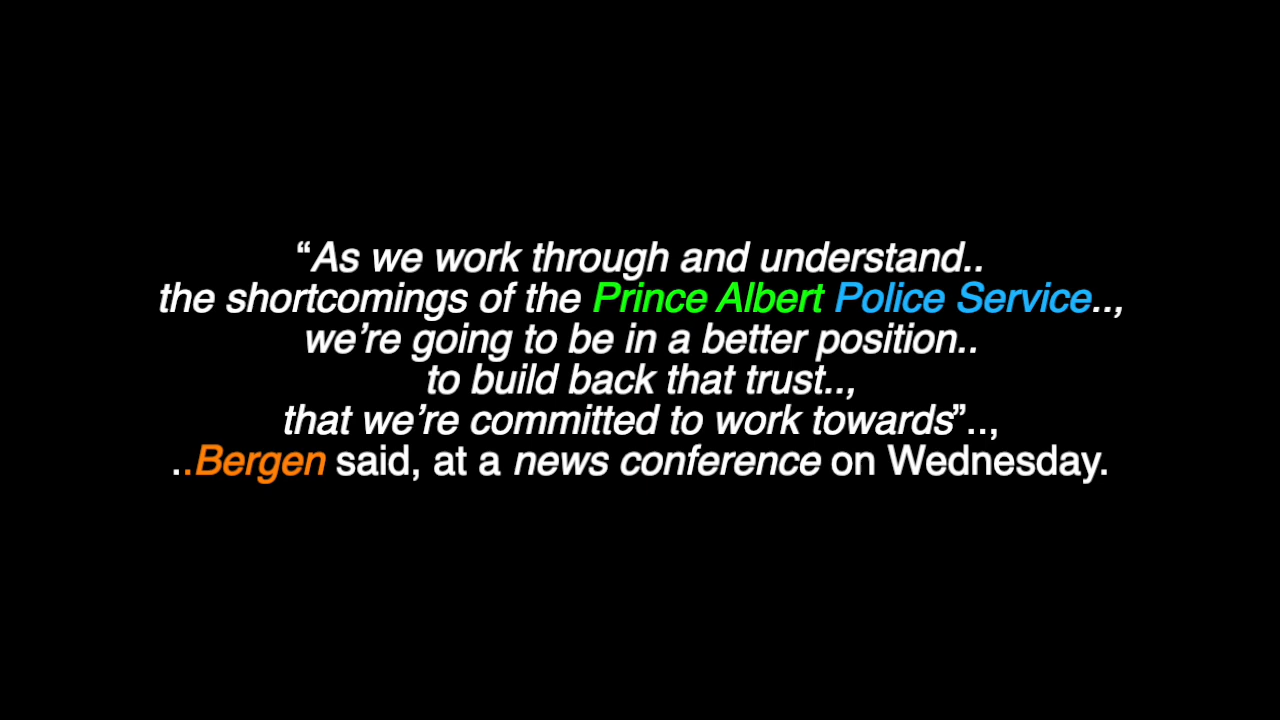 “As we work through and understand..
the shortcomings of the Prince Albert Police Service..,
we’re going to be in a better position..
to build back that trust..,
that we’re committed to work towards”..,
..Bergen said, at a news conference on Wednesday.